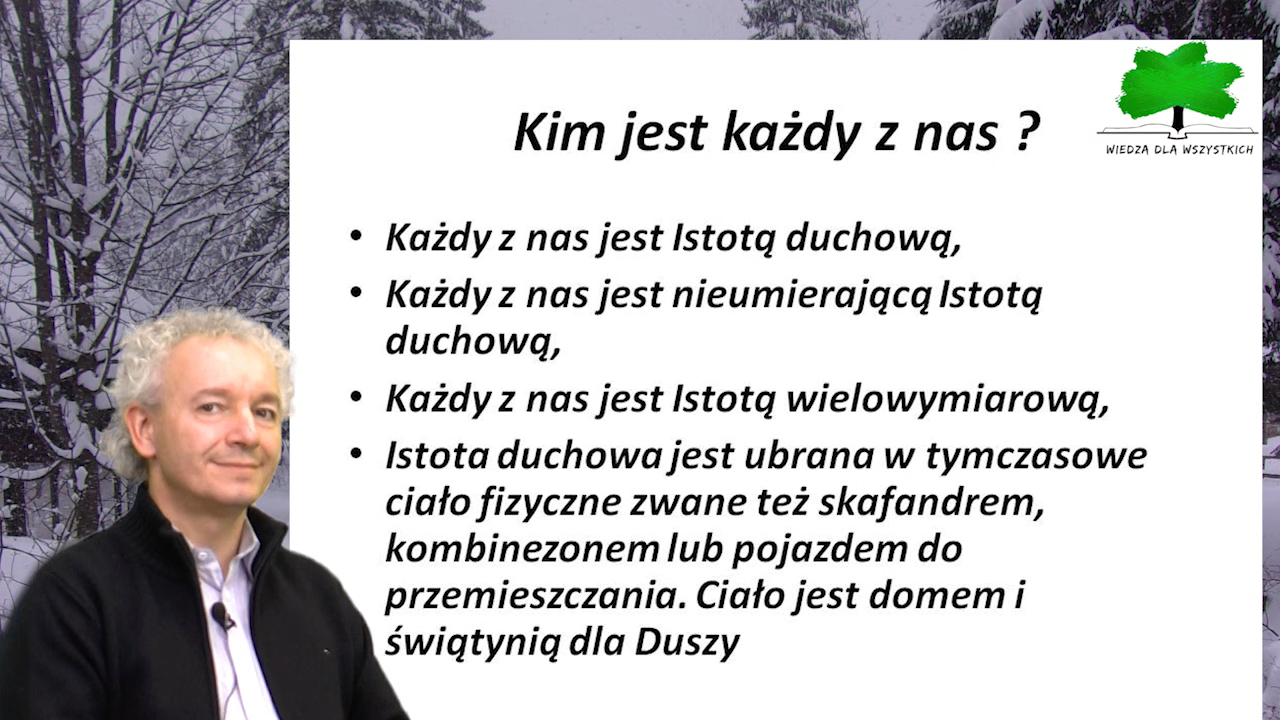 Kim jest każdy z nas ?
WIEDZA DLA WSZYSTKICH
• Każdy z nas jest Istotą duchową,
• Każdy z nas jest nieumierającą Istotą
duchową,
• Każdy z nas jest Istotą wielowymiarową,
• Istota duchowa jest ubrana w tymczasowe
ciało fizyczne zwane też skafandrem,
kombinezonem lub pojazdem do
przemieszczania. Ciało jest domem i
świątynią dla Duszy